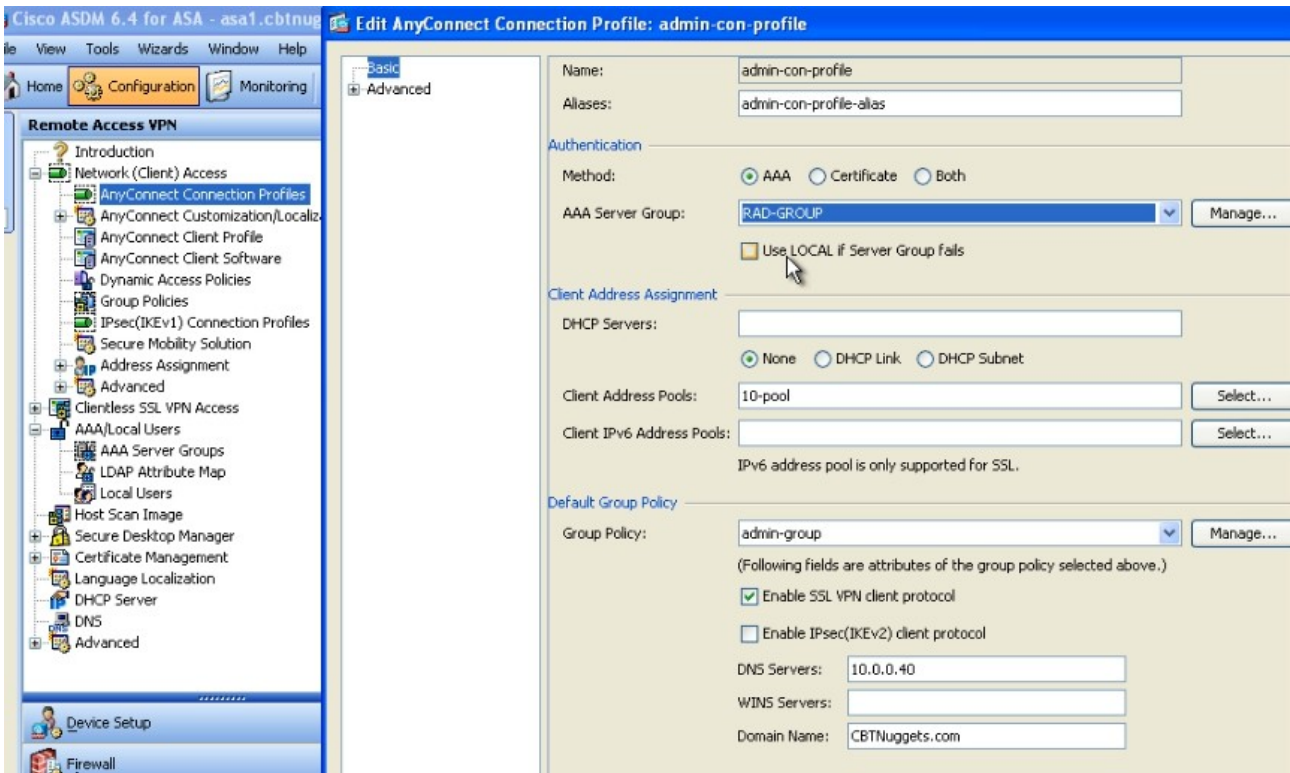 Cisco ASDM 6.4 for ASA - asa1.cbtnug
View Tools Wizards Window Help
Home Configuration Monitoring
Remote Access VPN
Introduction
Network (Client) Access
AnyConnect Connection Profiles
AnyConnect Customization/Localiz
AnyConnect Client Profile
AnyConnect Client Software
Dynamic Access Policies
Group Policies
IPsec(IKEv1) Connection Profiles
Secure Mobility Solution
Address Assignment
Advanced
Clientless SSL VPN Access
AAA/Local Users
AAA Server Groups
LDAP Attribute Map
Local Users
Host Scan Image
Secure Desktop Manager
Certificate Management
Language Localization
DHCP Server
DNS
Advanced
Device Setup
Firewall
Edit AnyConnect Connection Profile: admin-con-profile
Basic
Advanced
Name: admin-con-profile
Aliases: admin-con-profile-alias
Authentication
Method: AAA Certificate Both
AAA Server Group: RAD-GROUP Manage...
Use LOCAL if Server Group fails
Client Address Assignment
DHCP Servers:
None DHCP Link DHCP Subnet
Client Address Pools: 10-pool Select...
Client IPv6 Address Pools: Select...
IPv6 address pool is only supported for SSL.
Default Group Policy
Group Policy: admin-group Manage...
(Following fields are attributes of the group policy selected above.)
Enable SSL VPN client protocol
Enable IPsec(IKEv2) client protocol
DNS Servers: 10.0.0.40
WINS Servers:
Domain Name: CBTNuggets.com